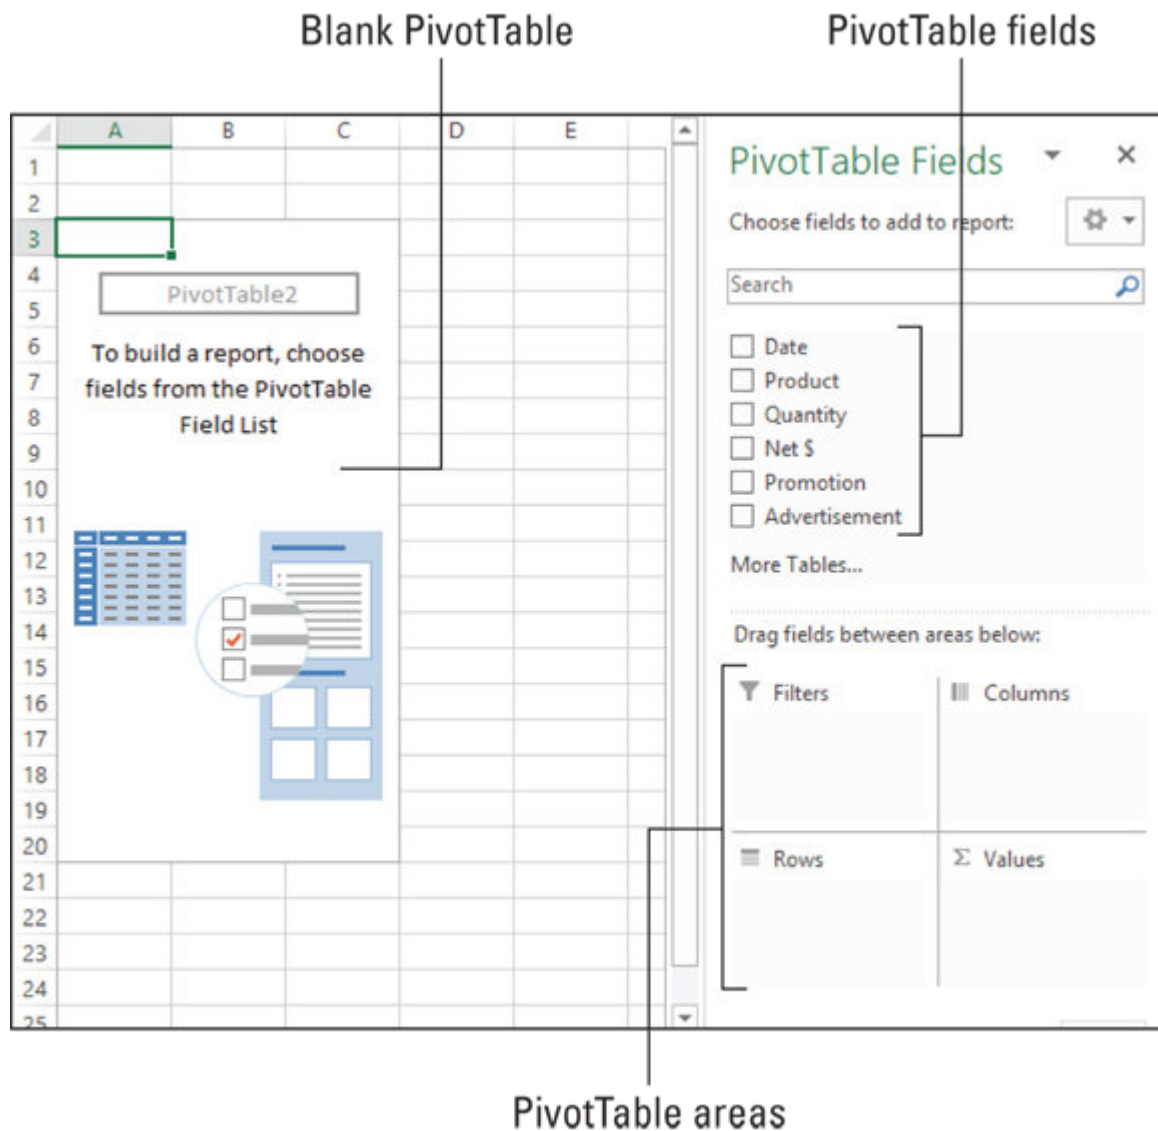 Blank PivotTable
PivotTable fields
A B C D E
1
2
3
4
5
6
7
8
9
10
11
12
13
14
15
16
17
18
19
20
21
22
23
24
25
PivotTable2
To build a report, choose
fields from the PivotTable
Field List
PivotTable Fields
Choose fields to add to report:
Search
Date
Product
Quantity
Net $
Promotion
Advertisement
More Tables...
Drag fields between areas below:
Filters
Columns
Rows
Σ Values
PivotTable areas